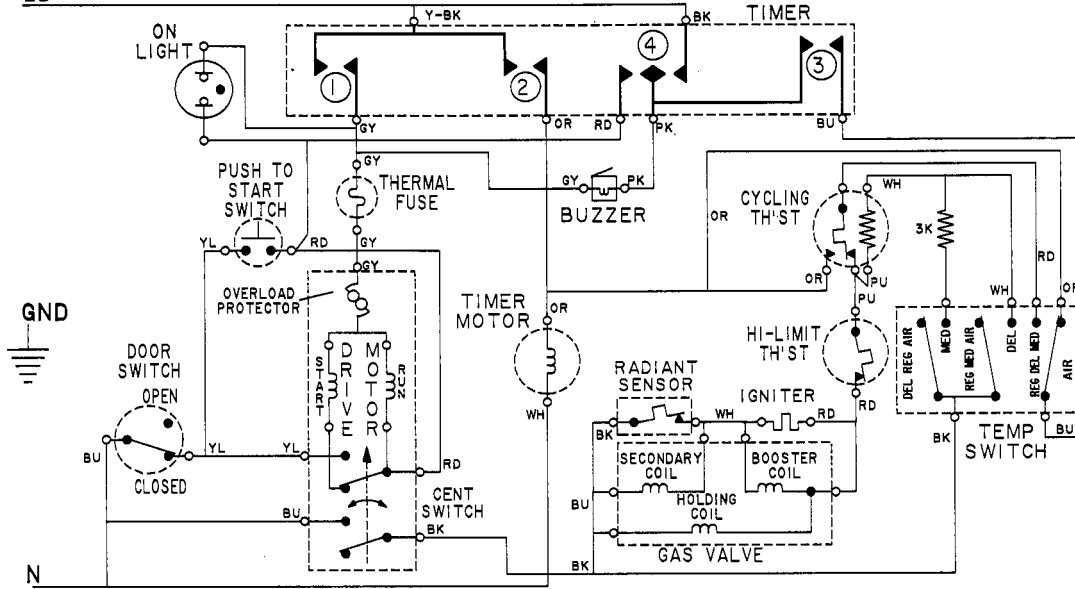 Y-BK
BK
TIMER
ON
LIGHT
4
1
2
3
GY
OR
RD
PK
BU
GY
THERMAL
FUSE
PUSH TO
START
SWITCH
GY
PK
BUZZER
CYCLING
TH'ST
WH
OR
3K
RD
YL
RD
GY
GY
OR
PU
PU
OVERLOAD
PROTECTOR
TIMER
MOTOR
OR
WH
OR
GND
HI-LIMIT
TH'ST
DOOR
SWITCH
OPEN
START
DRIVE
MOTOR
RUN
RADIANT
SENSOR
IGNITER
DEL REG AIR
MED
REG MED AIR
DEL
REG DEL MED
AIR
WH
RD
BK
WH
RD
BK
TEMP
SWITCH
BU
BU
YL
YL
RD
CLOSED
SECONDARY
COIL
BOOSTER
COIL
BU
CENT
SWITCH
BU
HOLDING
COIL
BK
GAS VALVE
BK
N